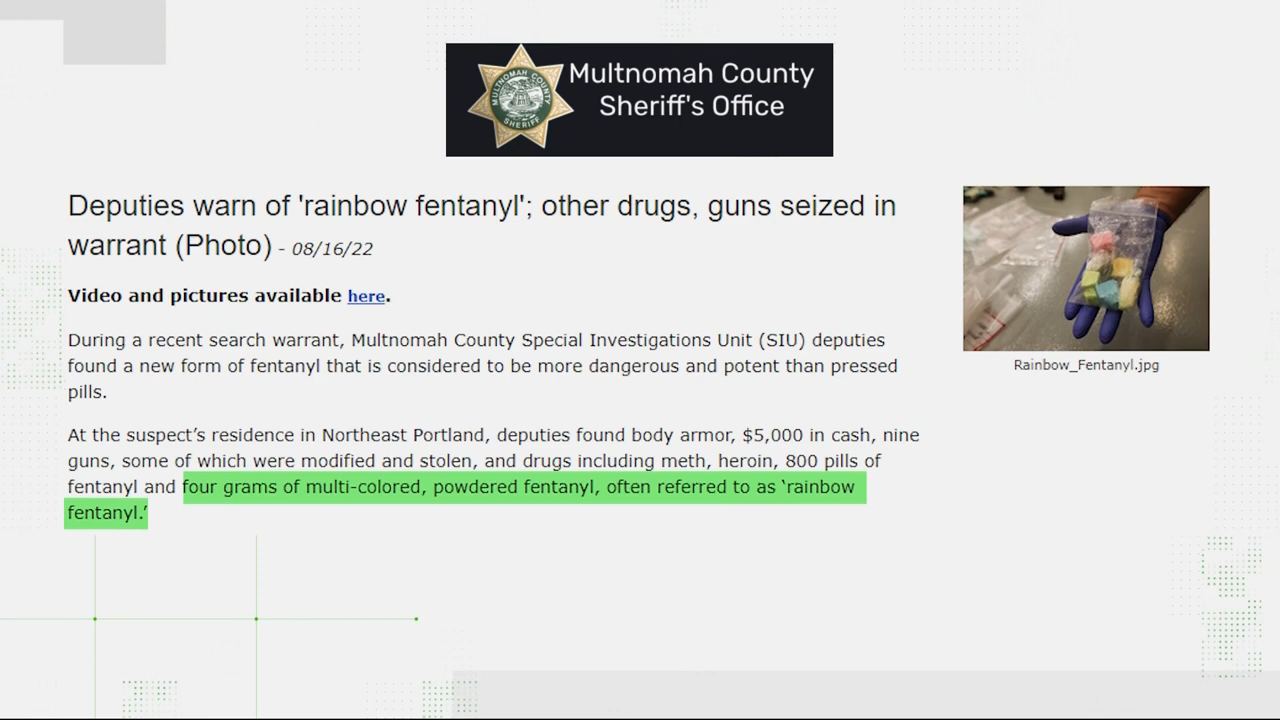 MULTNOMAH COUNTY
SHERIFF
Multnomah County
Sheriff's Office
Deputies warn of 'rainbow fentanyl'; other drugs, guns seized in
warrant (Photo) - 08/16/22
Video and pictures available here.
During a recent search warrant, Multnomah County Special Investigations Unit (SIU) deputies
found a new form of fentanyl that is considered to be more dangerous and potent than pressed
pills.
At the suspect’s residence in Northeast Portland, deputies found body armor, $5,000 in cash, nine
guns, some of which were modified and stolen, and drugs including meth, heroin, 800 pills of
fentanyl and four grams of multi-colored, powdered fentanyl, often referred to as ‘rainbow
fentanyl.’
Rainbow_Fentanyl.jpg